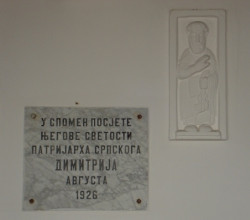 У СПОМЕН ПОСЈЕТЕ
ЊЕГОВЕ СВЕТОСТИ
ПАТРИЈАРХА СРПСКОГА
ДИМИТРИЈА
АВГУСТА
1926